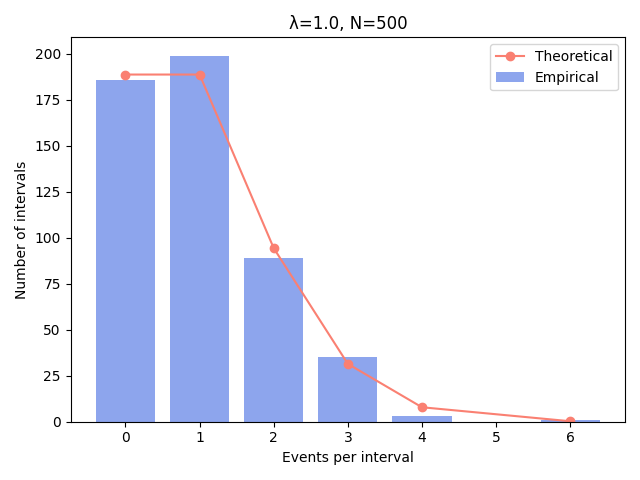 λ=1.0, N=500
Theoretical
Empirical
Number of intervals
200
175
150
125
100
75
50
25
0
0 1 2 3 4 5 6
Events per interval